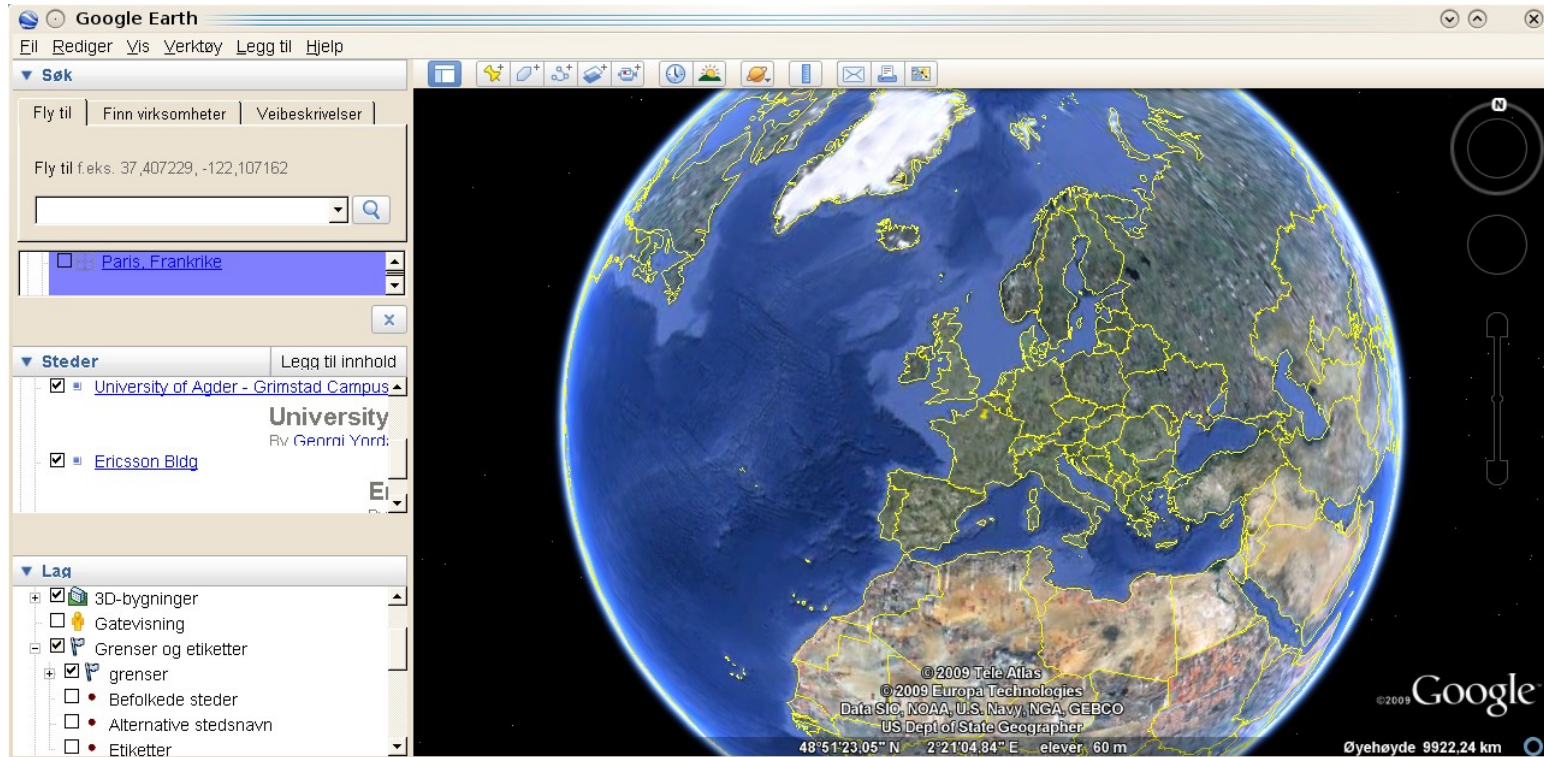 Google Earth
Fil Rediger Vis Verktøy Legg til Hjelp
Søk
Fly til Finn virksomheter Veibeskrivelser
Fly til f.eks. 37,407229, -122,107162
Paris, Frankrike
Steder Legg til innhold
University of Agder - Grimstad Campus
University
By Georgi Yord
Ericsson Bldg
Er
Lag
3D-bygninger
Gatevisning
Grenser og etiketter
grenser
Befolkede steder
Alternative stedsnavn
Etiketter
N
© 2009 Tele Atlas
© 2009 Europa Technologies
Data SIO, NOAA, U.S. Navy, NGA, GEBCO
US Dept of State Geographer
©2009 Google
48°51'23,05" N 2°21'04,84" E elever 60 m
Øyehøyde 9922,24 km